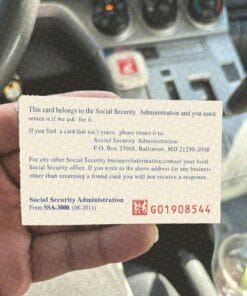 This card belongs to the Social Security Administration and you must
return it if we ask for it.
If you find a card that isn't yours, please return it to:
Social Security Administration
P.O. Box 33008, Baltimore, MD 21290-3008
For any other Social Security business/information, contact your local
Social Security office. If you write to the above address for any business
other than returning a found card you will not receive a response.
Social Security Administration
Form SSA-3000 (08-2011)
G01908544